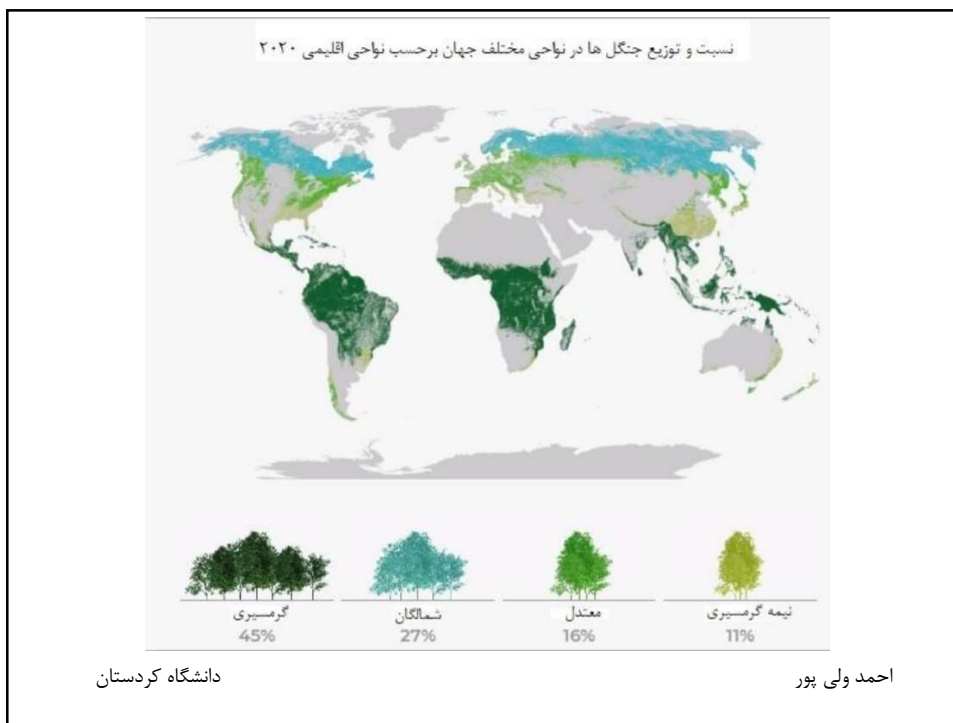 نسبت و توزیع جنگل ها در نواحی مختلف جهان برحسب نواحی اقلیمی ۲۰۲۰
نیمه گرمسیری
11%
معتدل
16%
شمالگان
27%
گرمسیری
45%
احمد ولی پور
دانشگاه کردستان